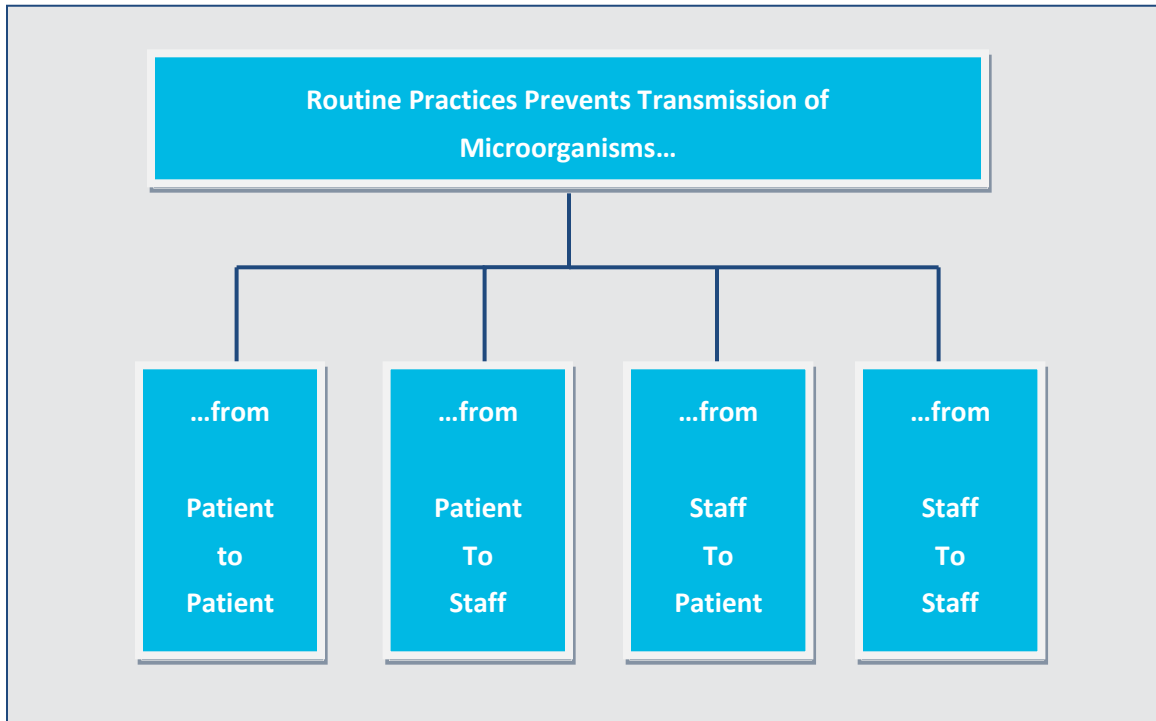 Routine Practices Prevents Transmission of
Microorganisms…
…from
Patient
to
Patient
…from
Patient
To
Staff
…from
Staff
To
Patient
…from
Staff
To
Staff